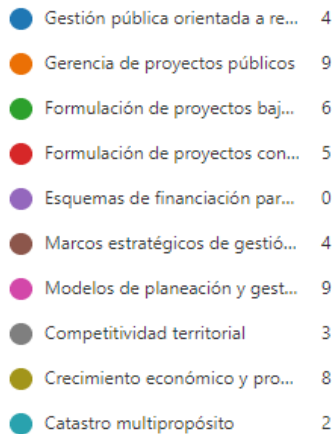 Gestión pública orientada a re... 4
Gerencia de proyectos públicos 9
Formulación de proyectos baj... 6
Formulación de proyectos con... 5
Esquemas de financiación par... 0
Marcos estratégicos de gestió... 4
Modelos de planeación y gest... 9
Competitividad territorial 3
Crecimiento económico y pro... 8
Catastro multipropósito 2